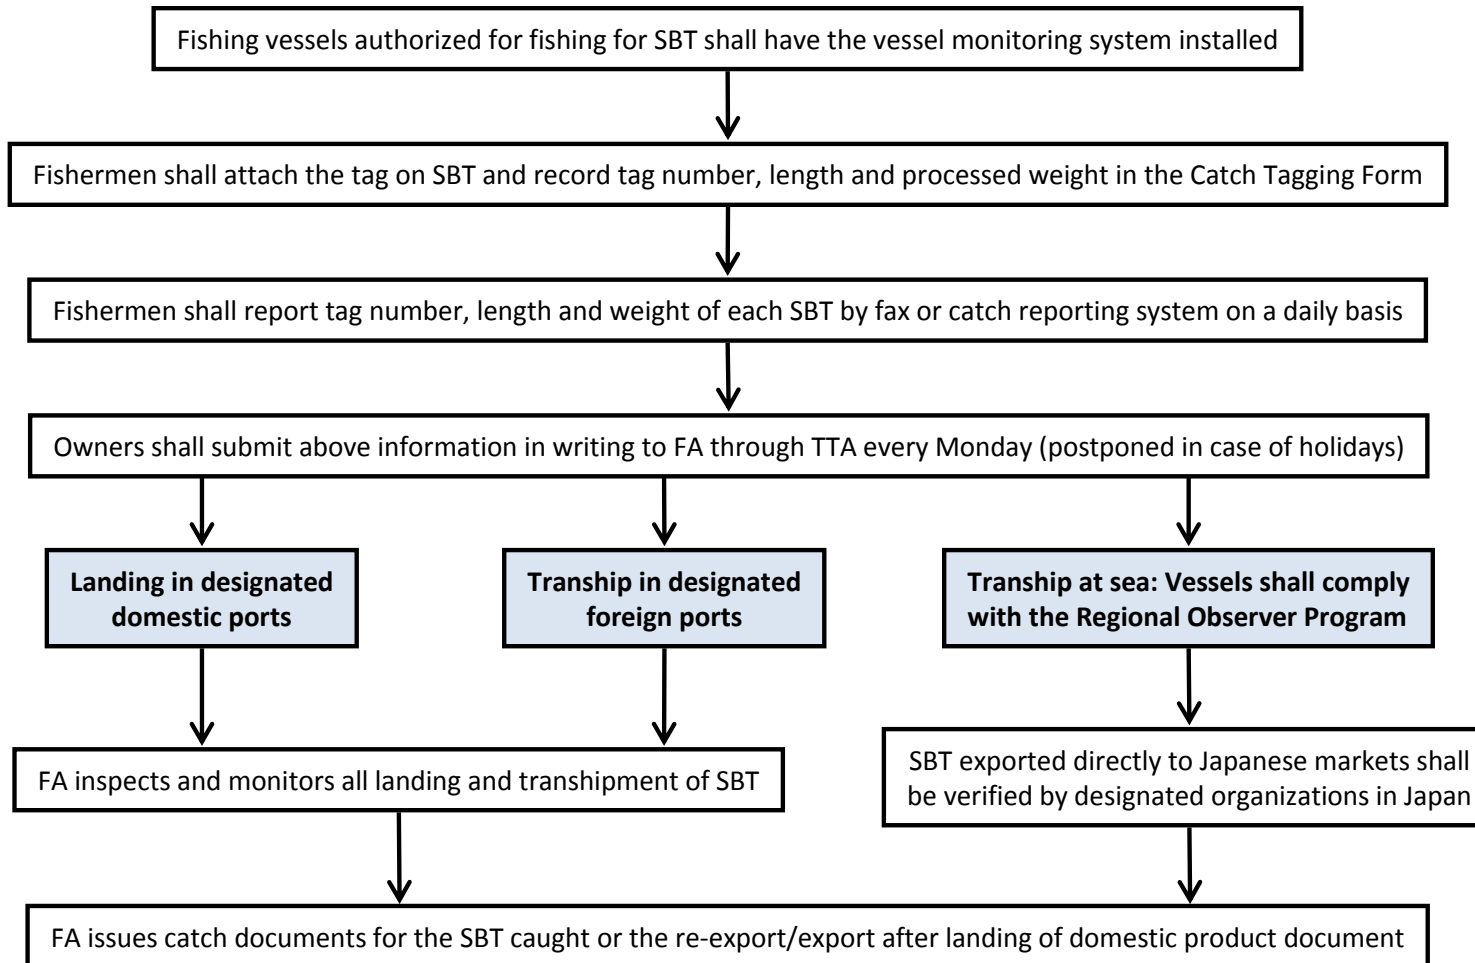 Fishing vessels authorized for fishing for SBT shall have the vessel monitoring system installed
Fishermen shall attach the tag on SBT and record tag number, length and processed weight in the Catch Tagging Form
Fishermen shall report tag number, length and weight of each SBT by fax or catch reporting system on a daily basis
Owners shall submit above information in writing to FA through TTA every Monday (postponed in case of holidays)
Landing in designated
domestic ports
Tranship in designated
foreign ports
Tranship at sea: Vessels shall comply
with the Regional Observer Program
FA inspects and monitors all landing and transhipment of SBT
SBT exported directly to Japanese markets shall
be verified by designated organizations in Japan
FA issues catch documents for the SBT caught or the re-export/export after landing of domestic product document